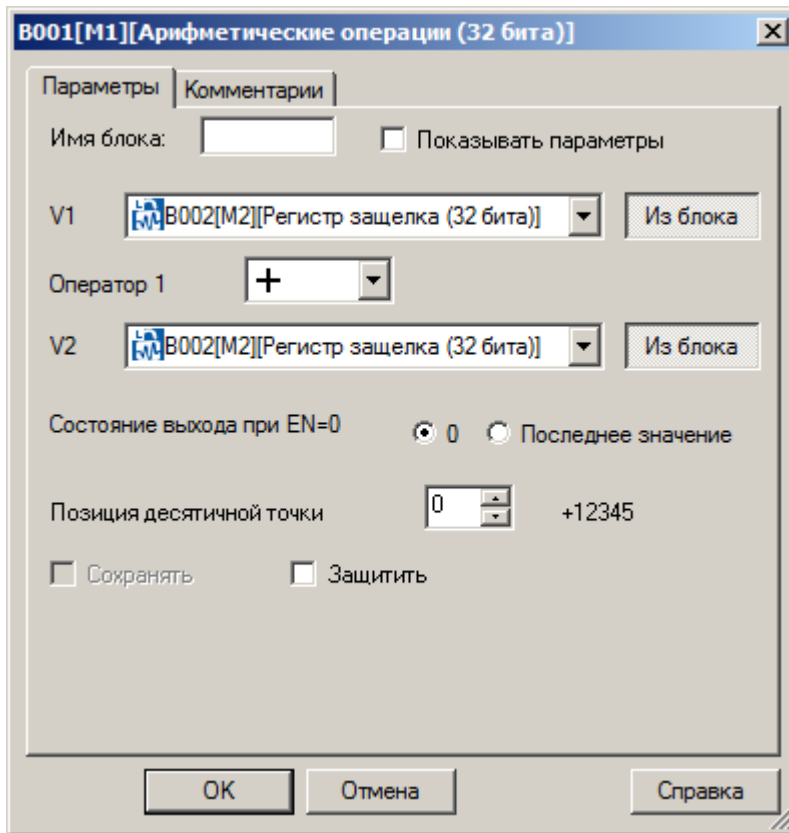 B001[M1][Арифметические операции (32 бита)]
Параметры Комментарии
Имя блока: Показывать параметры
V1 B002[M2][Регистр защелка (32 бита)] Из блока
Оператор 1 +
V2 B002[M2][Регистр защелка (32 бита)] Из блока
Состояние выхода при EN=0 0 Последнее значение
Позиция десятичной точки 0 +12345
Сохранять Защитить
OK Отмена Справка